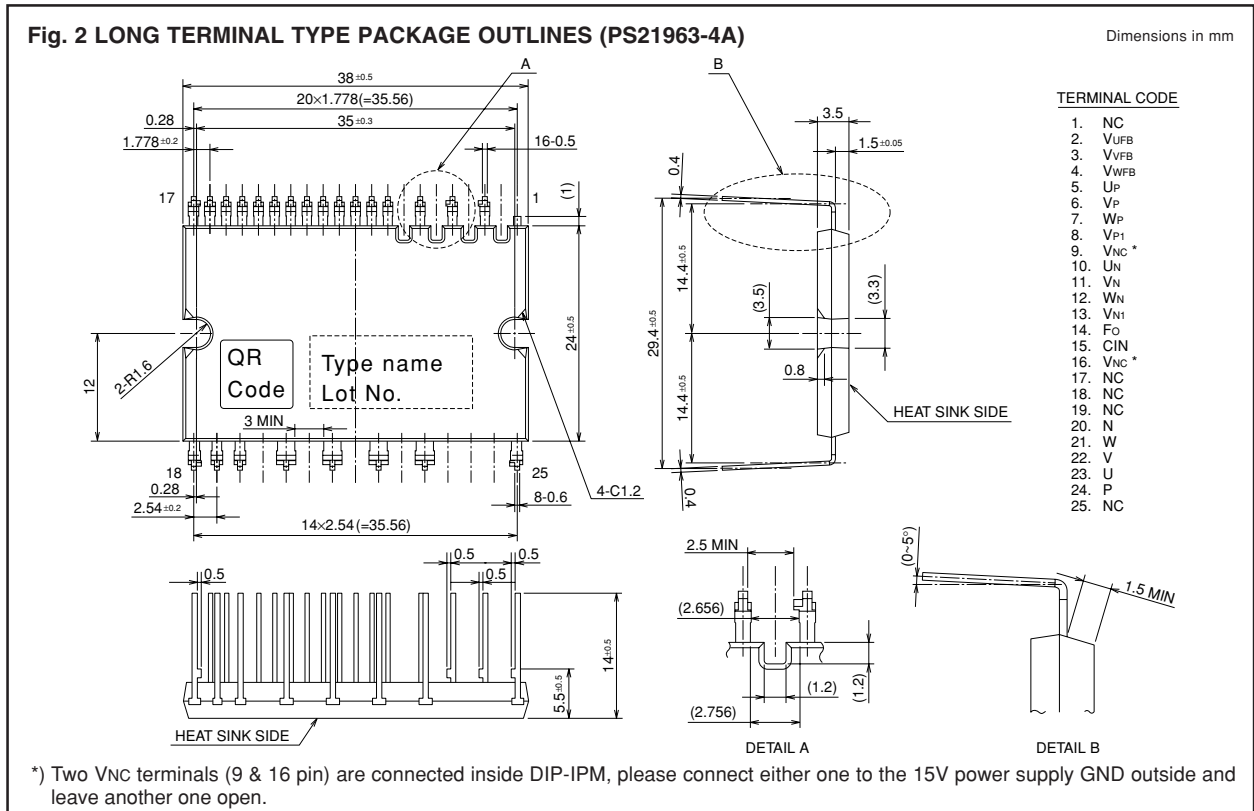 Fig. 2 LONG TERMINAL TYPE PACKAGE OUTLINES (PS21963-4A)
Dimensions in mm
A
B
38 ±0.5
20×1.778(=35.56)
35 ±0.3
0.28
1.778 ±0.2
16-0.5
17
1
(1)
24 ±0.5
12
2-R1.6
QR
Code
Type name
Lot No.
3 MIN
18
25
0.28
2.54 ±0.2
14×2.54(=35.56)
8-0.6
4-C1.2
3.5
1.5 ±0.05
0.4
29.4 ±0.5
14.4 ±0.5
14.4 ±0.5
(3.5)
(3.3)
0.8
0.4
HEAT SINK SIDE
TERMINAL CODE
1. NC
2. VUFB
3. VVFB
4. VWFB
5. UP
6. VP
7. WP
8. VP1
9. VNC *
10. UN
11. VN
12. WN
13. VN1
14. FO
15. CIN
16. VNC *
17. NC
18. NC
19. NC
20. N
21. W
22. V
23. U
24. P
25. NC
0.5
0.5
0.5
0.5
14 ±0.5
5.5 ±0.5
HEAT SINK SIDE
2.5 MIN
(2.656)
(1.2)
(1.2)
(2.756)
DETAIL A
(0~5°)
1.5 MIN
DETAIL B
*) Two VNC terminals (9 & 16 pin) are connected inside DIP-IPM, please connect either one to the 15V power supply GND outside and
leave another one open.